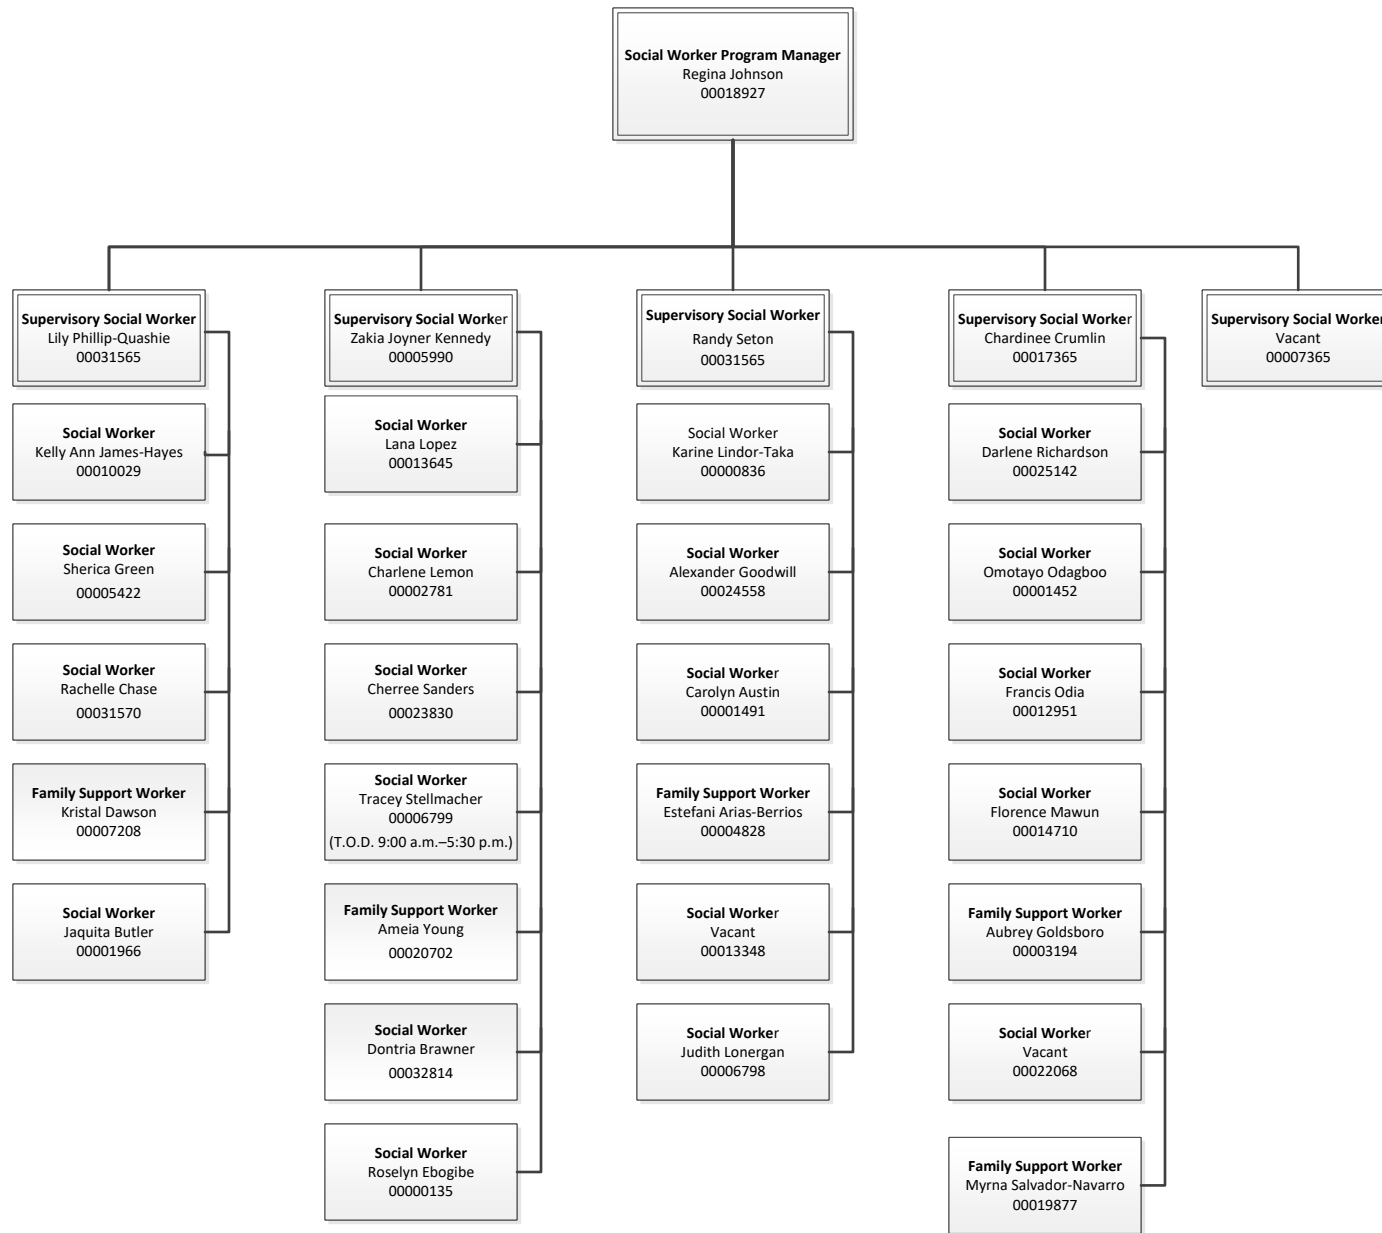 Social Worker Program Manager
Regina Johnson
00018927
Supervisory Social Worker
Lily Phillip-Quashie
00031565
Social Worker
Kelly Ann James-Hayes
00010029
Social Worker
Sherica Green
00005422
Social Worker
Rachelle Chase
00031570
Family Support Worker
Kristal Dawson
00007208
Social Worker
Jaquita Butler
00001966
Supervisory Social Worker
Zakia Joyner Kennedy
00005990
Social Worker
Lana Lopez
00013645
Social Worker
Charlene Lemon
00002781
Social Worker
Cherree Sanders
00023830
Social Worker
Tracey Stellmacher
00006799
(T.O.D. 9:00 a.m.–5:30 p.m.)
Family Support Worker
Ameia Young
00020702
Social Worker
Dontria Brawner
00032814
Social Worker
Roselyn Ebogibe
00000135
Supervisory Social Worker
Randy Seton
00031565
Social Worker
Karine Lindor-Taka
00000836
Social Worker
Alexander Goodwill
00024558
Social Worker
Carolyn Austin
00001491
Family Support Worker
Estefani Arias-Berrios
00004828
Social Worker
Vacant
00013348
Social Worker
Judith Lonergan
00006798
Supervisory Social Worker
Chardinee Crumlin
00017365
Social Worker
Darlene Richardson
00025142
Social Worker
Omotayo Odagboo
00001452
Social Worker
Francis Odia
00012951
Social Worker
Florence Mawun
00014710
Family Support Worker
Aubrey Goldsboro
00003194
Social Worker
Vacant
00022068
Family Support Worker
Myrna Salvador-Navarro
00019877
Supervisory Social Worker
Vacant
00007365